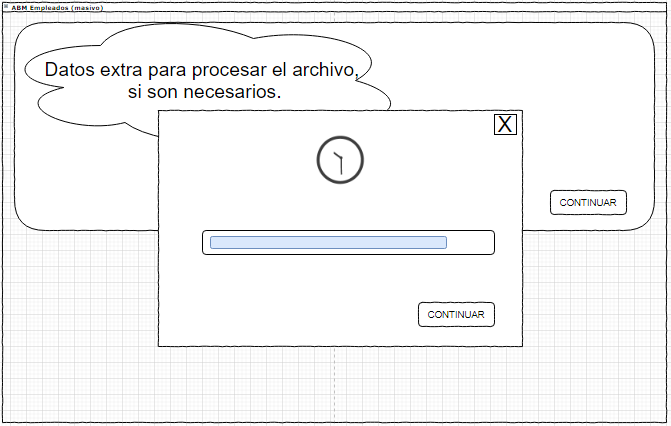 ABM Empleados (masivo)
Datos extra para procesar el archivo,
si son necesarios.
X
CONTINUAR
CONTINUAR